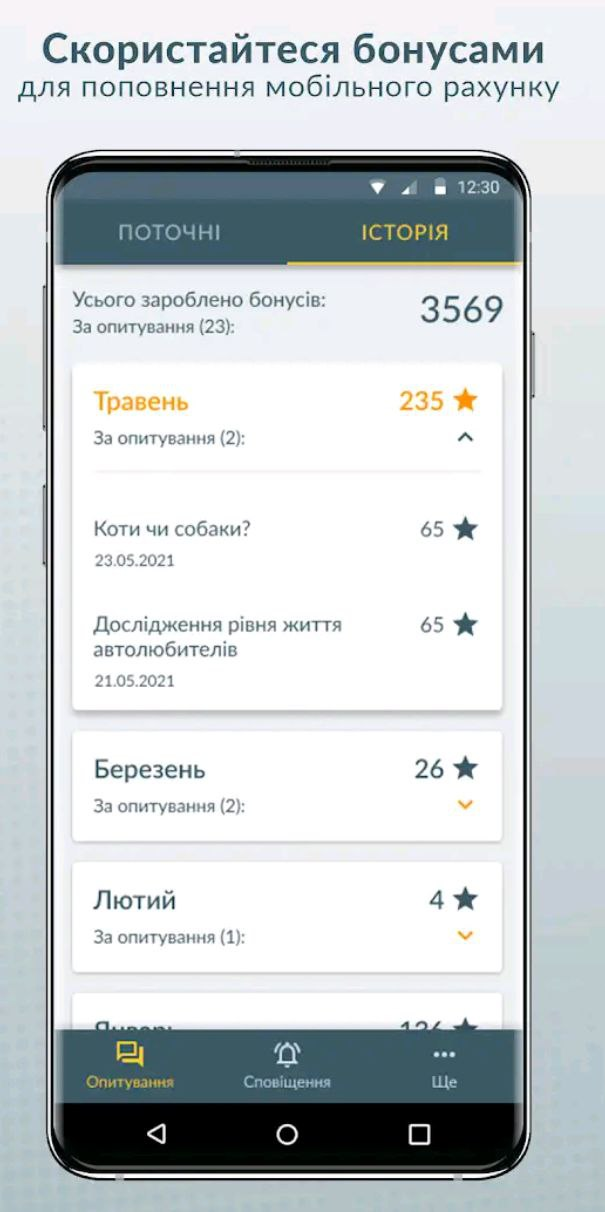 Скористайтеся бонусами
для поповнення мобільного рахунку
12:30
ПОТОЧНІ
ІСТОРІЯ
Усього зароблено бонусів:
3569
За опитування (23):
Травень
235
За опитування (2):
Коти чи собаки?
65
23.05.2021
Дослідження рівня життя
65
автолюбителів
21.05.2021
Березень
26
За опитування (2):
Лютий
4
За опитування (1):
Опитування
Сповіщення
Ще